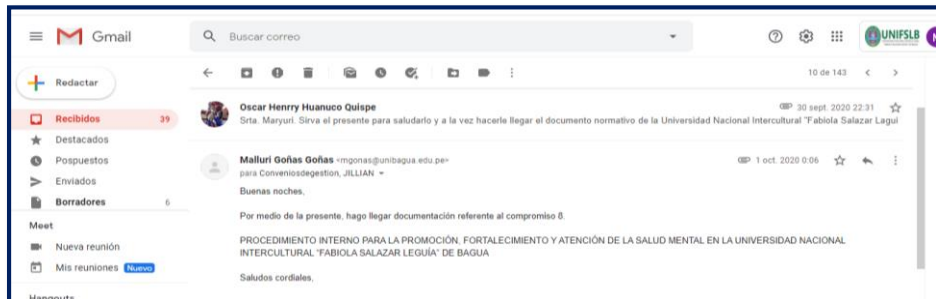 Gmail
Buscar correo
UNIFSLB
Redactar
10 de 143
Recibidos 39
Destacados
Pospuestos
Enviados
Borradores 6
Meet
Nueva reunión
Mis reuniones Nuevo
Hangouts
Oscar Henrry Huanuco Quispe
30 sept. 2020 22:31
Srta. Maryuri. Sirva el presente para saludarlo y a la vez hacerle llegar el documento normativo de la Universidad Nacional Intercultural "Fabiola Salazar Legui
Malluri Goñas Goñas <mgonas@unibagua.edu.pe>
1 oct. 2020 0:06
para Conveniosdegestion, JILLIAN
Buenas noches,
Por medio de la presente, hago llegar documentación referente al compromiso 8.
PROCEDIMIENTO INTERNO PARA LA PROMOCIÓN, FORTALECIMIENTO Y ATENCIÓN DE LA SALUD MENTAL EN LA UNIVERSIDAD NACIONAL
INTERCULTURAL "FABIOLA SALAZAR LEGUÍA" DE BAGUA
Saludos cordiales,